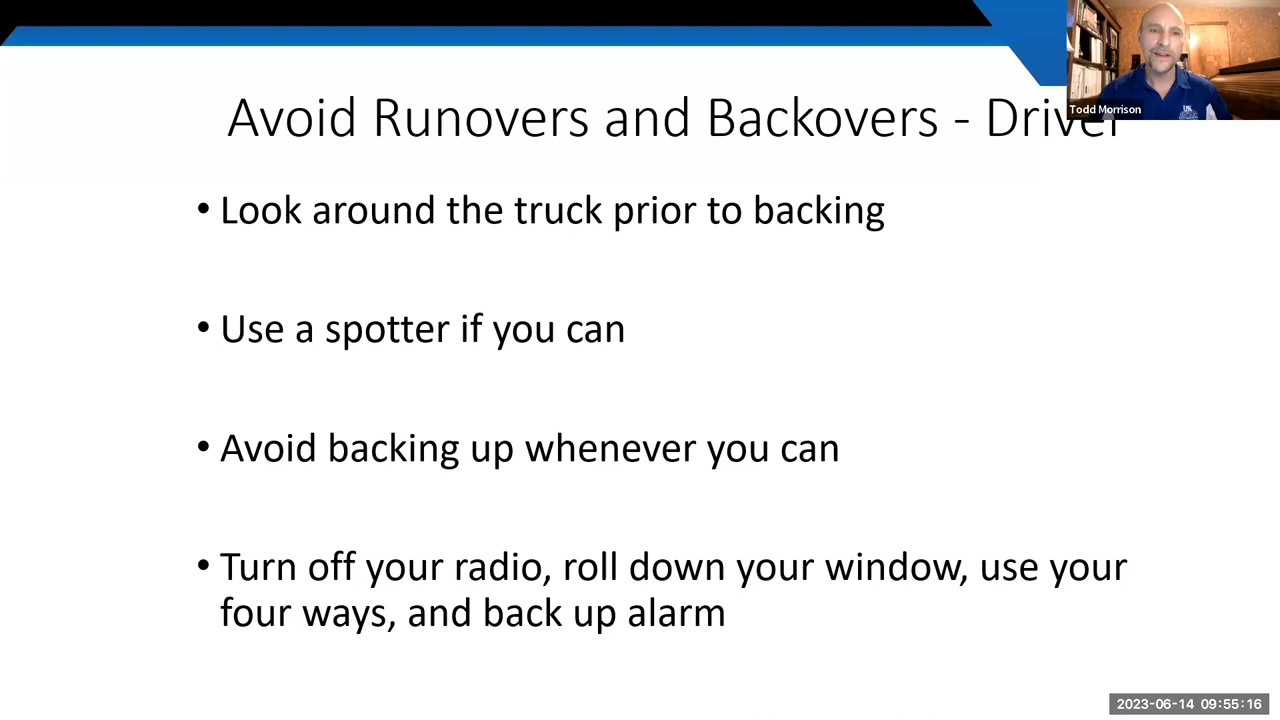 Todd Morrison
UK
Avoid Runovers and Backovers - Driver
• Look around the truck prior to backing
• Use a spotter if you can
• Avoid backing up whenever you can
• Turn off your radio, roll down your window, use your
four ways, and back up alarm
2023-06-14 09:55:16